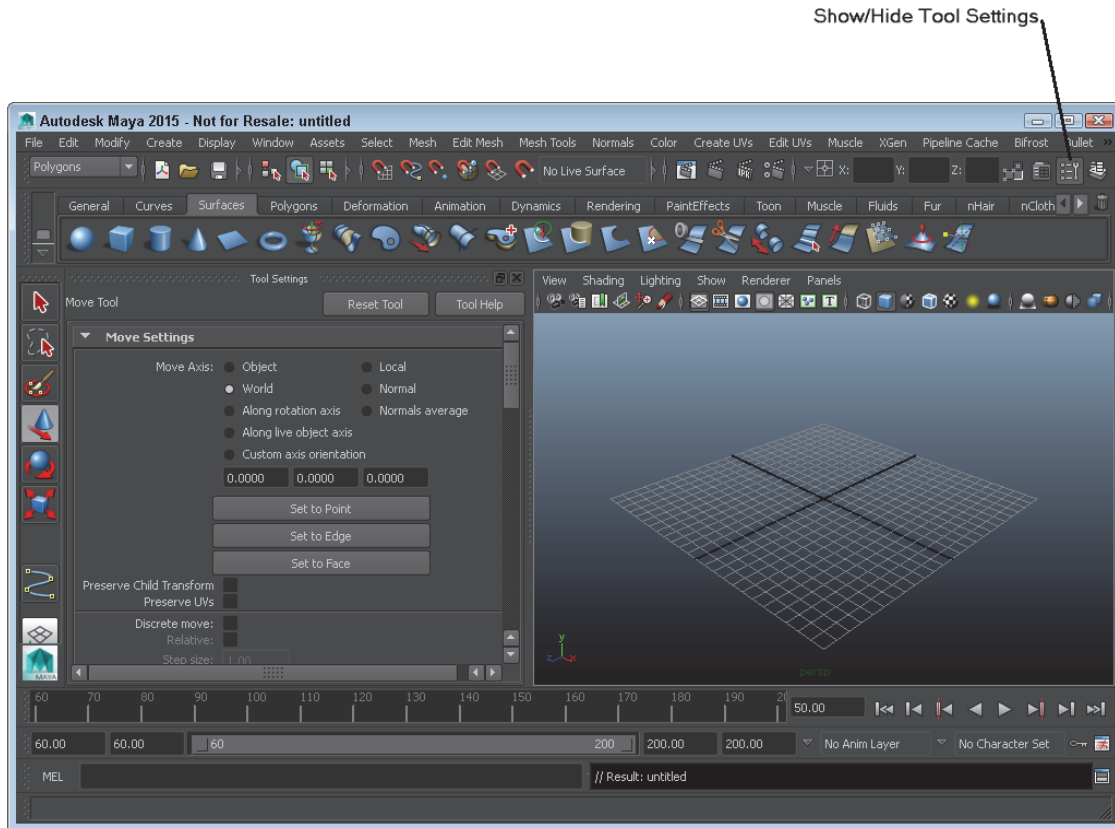 Show/Hide Tool Settings
Autodesk Maya 2015 - Not for Resale: untitled
File Edit Modify Create Display Window Assets Select Mesh Edit Mesh Mesh Tools Normals Color Create UVs Edit UVs Muscle XGen Pipeline Cache Bifrost Bullet »
Polygons No Live Surface X: Y: Z:
General Curves Surfaces Polygons Deformation Animation Dynamics Rendering PaintEffects Toon Muscle Fluids Fur nHair nCloth
Tool Settings
View Shading Lighting Show Renderer Panels
Move Tool Reset Tool Tool Help
Move Settings
Move Axis: Object Local
World Normal
Along rotation axis Normals average
Along live object axis
Custom axis orientation
0.0000 0.0000 0.0000
Set to Point
Set to Edge
Set to Face
Preserve Child Transform
Preserve UVs
Discrete move:
Relative:
Step size: 1.00
y
z x
persp
MAYA
60 70 80 90 100 110 120 130 140 150 160 170 180 190 50.00
60.00 60.00 60 200 200.00 200.00 No Anim Layer No Character Set
MEL // Result: untitled